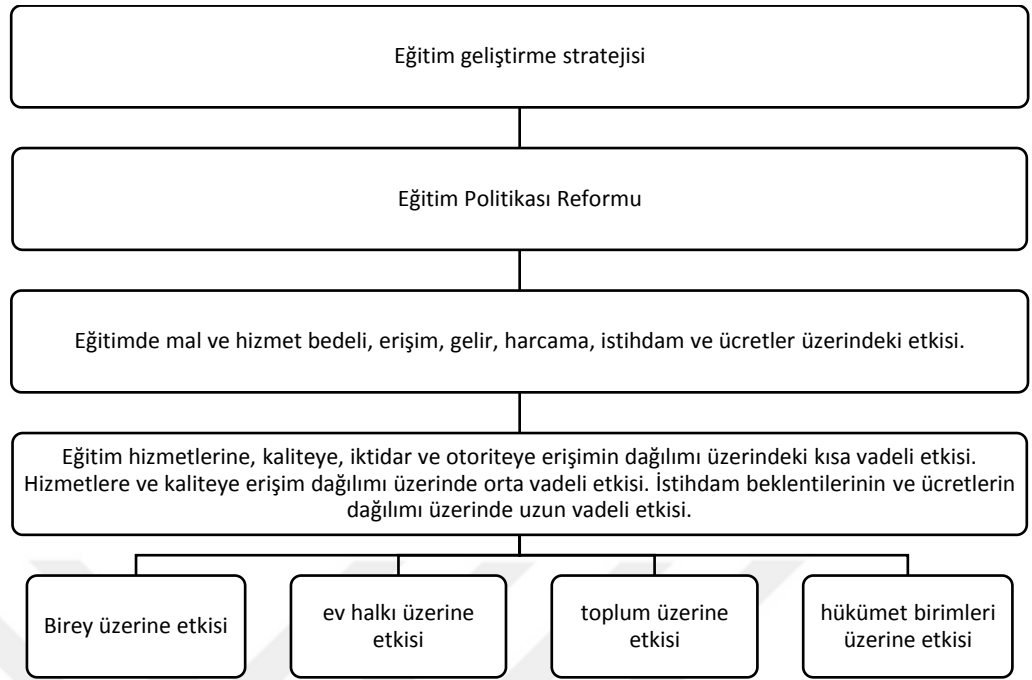 Eğitim geliştirme stratejisi
Eğitim Politikası Reformu
Eğitimde mal ve hizmet bedeli, erişim, gelir, harcama, istihdam ve ücretler üzerindeki etkisi.
Eğitim hizmetlerine, kaliteye, iktidar ve otoriteye erişimin dağılımı üzerindeki kısa vadeli etkisi.
Hizmetlere ve kaliteye erişim dağılımı üzerinde orta vadeli etkisi. İstihdam beklentilerinin ve ücretlerin
dağılımı üzerinde uzun vadeli etkisi.
Birey üzerine etkisi
ev halkı üzerine
etkisi
toplum üzerine
etkisi
hükümet birimleri
üzerine etkisi